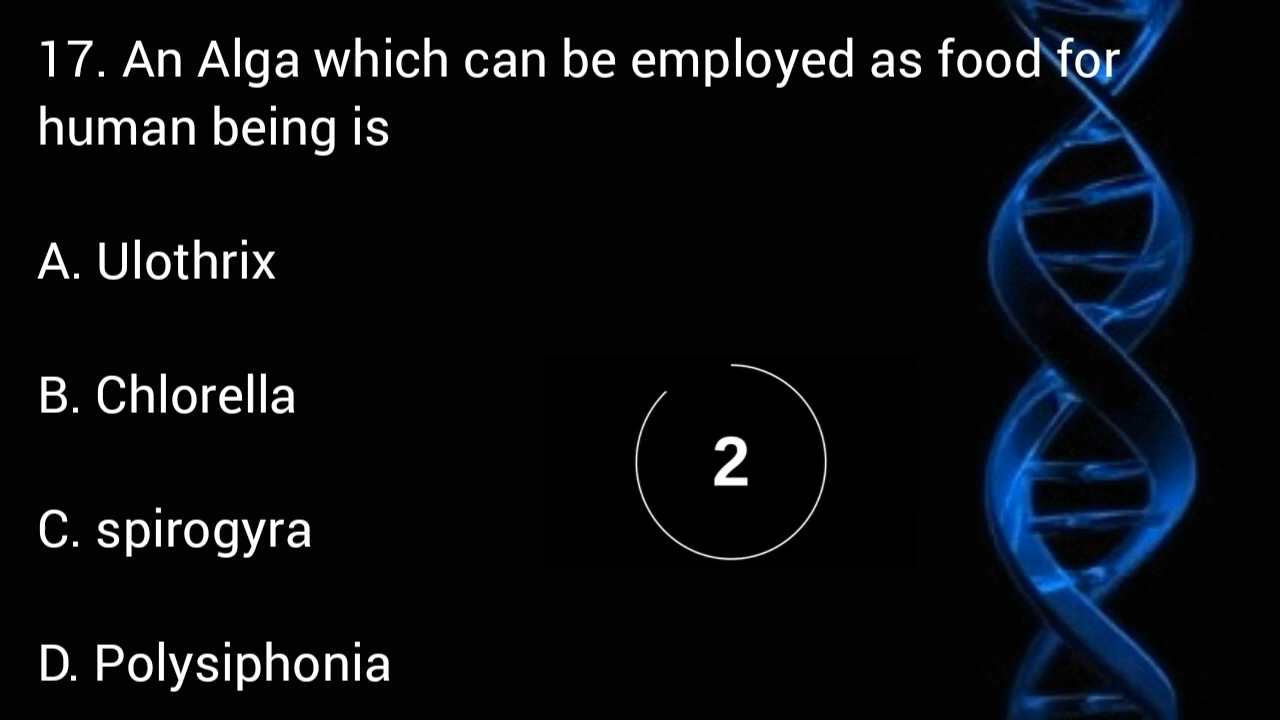 17. An Alga which can be employed as food for
human being is
A. Ulothrix
B. Chlorella
2
C. spirogyra
D. Polysiphonia